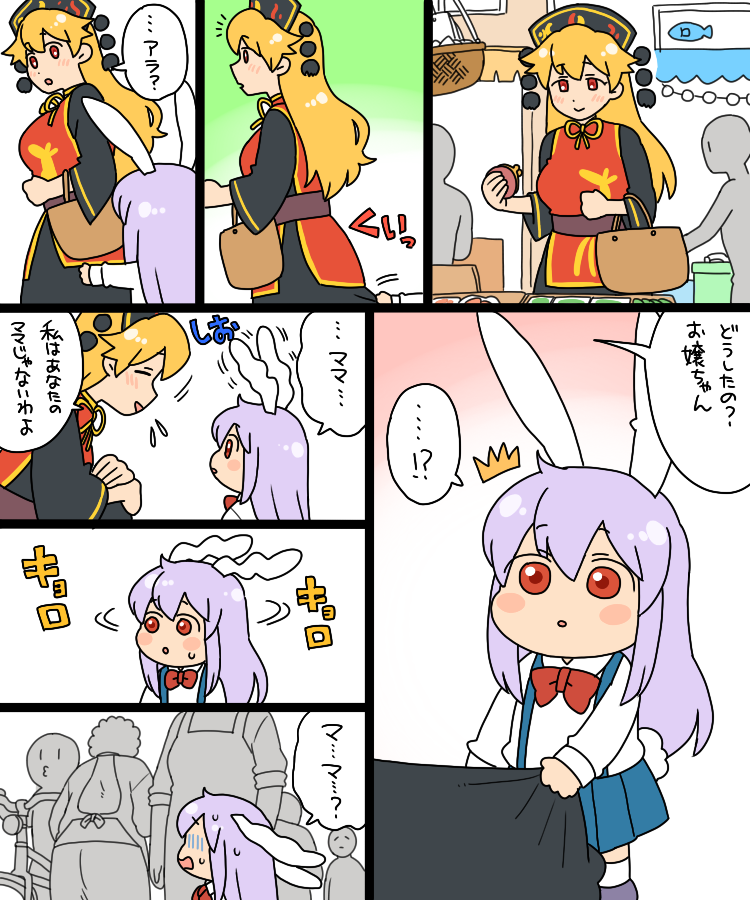 くいっ
…アラ?
どうしたの?
お嬢ちゃん
……!?
…ママ…
しお
私はあなたの
ママじゃないわよ
キョロ
キョロ
マ…マ…?